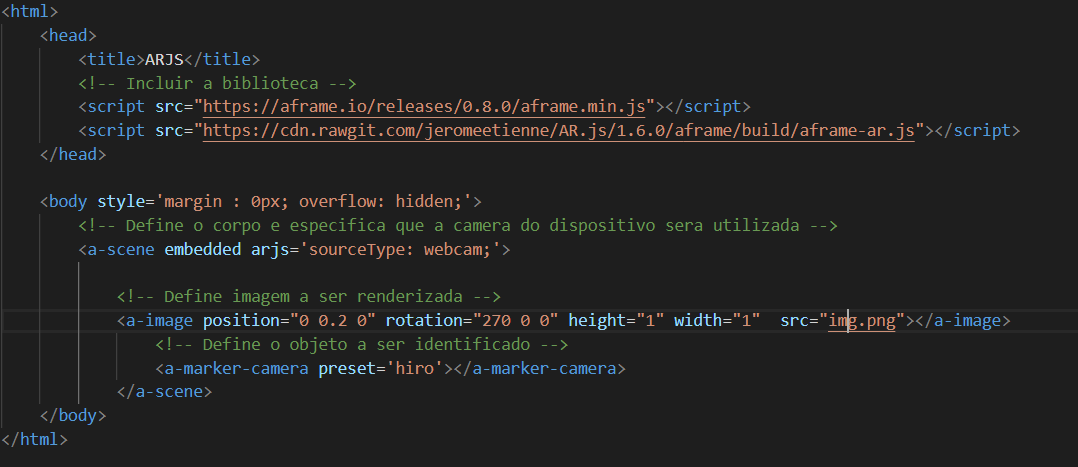 <html>
<head>
<title>ARJS</title>
<!-- Incluir a biblioteca -->
<script src="https://aframe.io/releases/0.8.0/aframe.min.js"></script>
<script src="https://cdn.rawgit.com/jeromeetienne/AR.js/1.6.0/aframe/build/aframe-ar.js"></script>
</head>
<body style='margin : 0px; overflow: hidden;'>
<!-- Define o corpo e especifica que a camera do dispositivo sera utilizada -->
<a-scene embedded arjs='sourceType: webcam;'>
<!-- Define imagem a ser renderizada -->
<a-image position="0 0.2 0" rotation="270 0 0" height="1" width="1"  src="img.png"></a-image>
<!-- Define o objeto a ser identificado -->
<a-marker-camera preset='hiro'></a-marker-camera>
</a-scene>
</body>
</html>